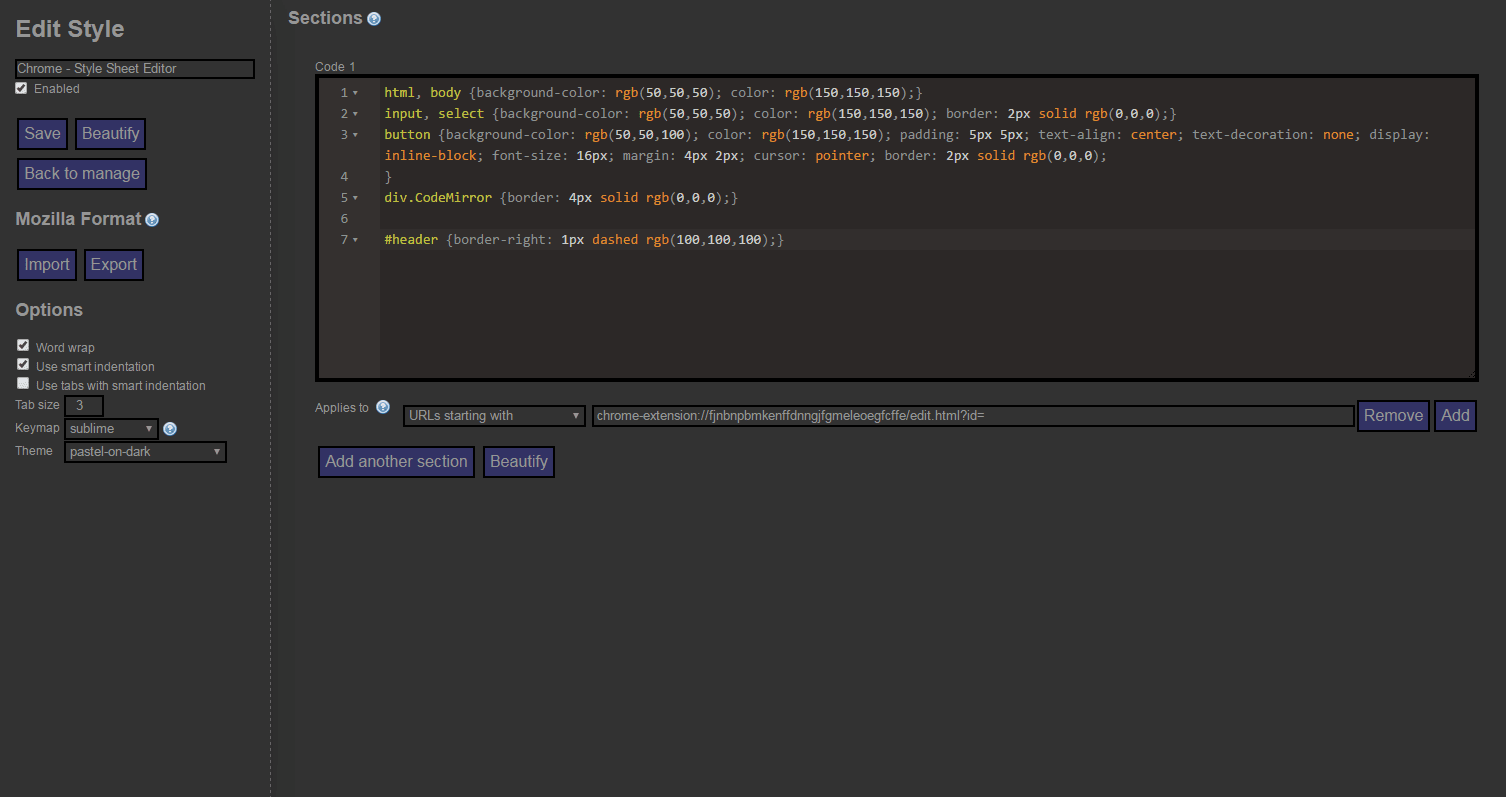 Edit Style
Chrome - Style Sheet Editor
Enabled
Save Beautify
Back to manage
Mozilla Format
Import Export
Options
Word wrap
Use smart indentation
Use tabs with smart indentation
Tab size 3
Keymap sublime
Theme pastel-on-dark
Sections
Code 1
1 html, body {background-color: rgb(50,50,50); color: rgb(150,150,150);}
2 input, select {background-color: rgb(50,50,50); color: rgb(150,150,150); border: 2px solid rgb(0,0,0);}
3 button {background-color: rgb(50,50,100); color: rgb(150,150,150); padding: 5px 5px; text-align: center; text-decoration: none; display:
inline-block; font-size: 16px; margin: 4px 2px; cursor: pointer; border: 2px solid rgb(0,0,0);
4 }
5 div.CodeMirror {border: 4px solid rgb(0,0,0);}
6
7 #header {border-right: 1px dashed rgb(100,100,100);}
Applies to URLs starting with chrome-extension://fjnbnpbmkenffdnngjfgmeleoegfcffe/edit.html?id= Remove Add
Add another section Beautify